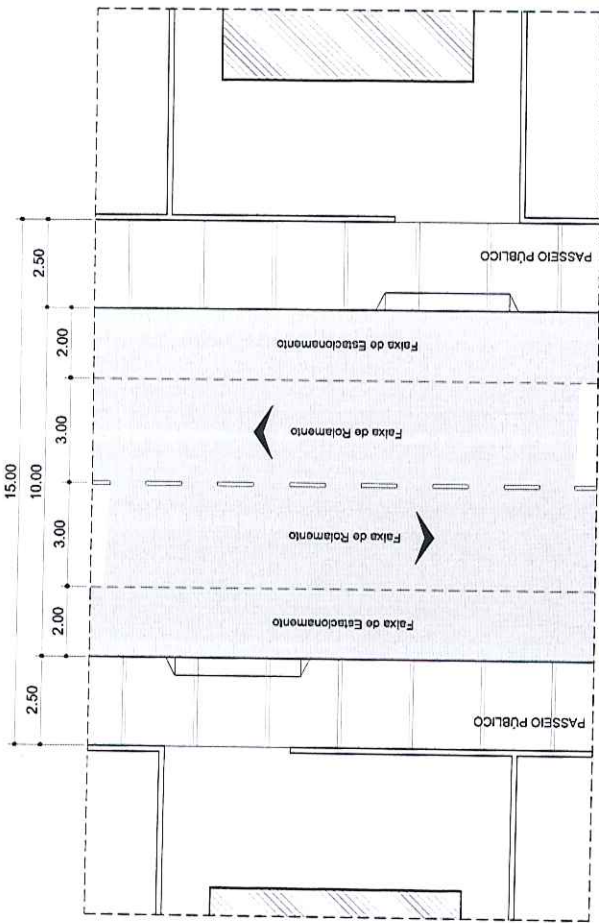 15.00
2.50
10.00
2.50
2.00
3.00
3.00
2.00
PASSEIO PÚBLICO
Faixa de Estacionamento
Faixa de Rolamento
Faixa de Rolamento
Faixa de Estacionamento
PASSEIO PÚBLICO